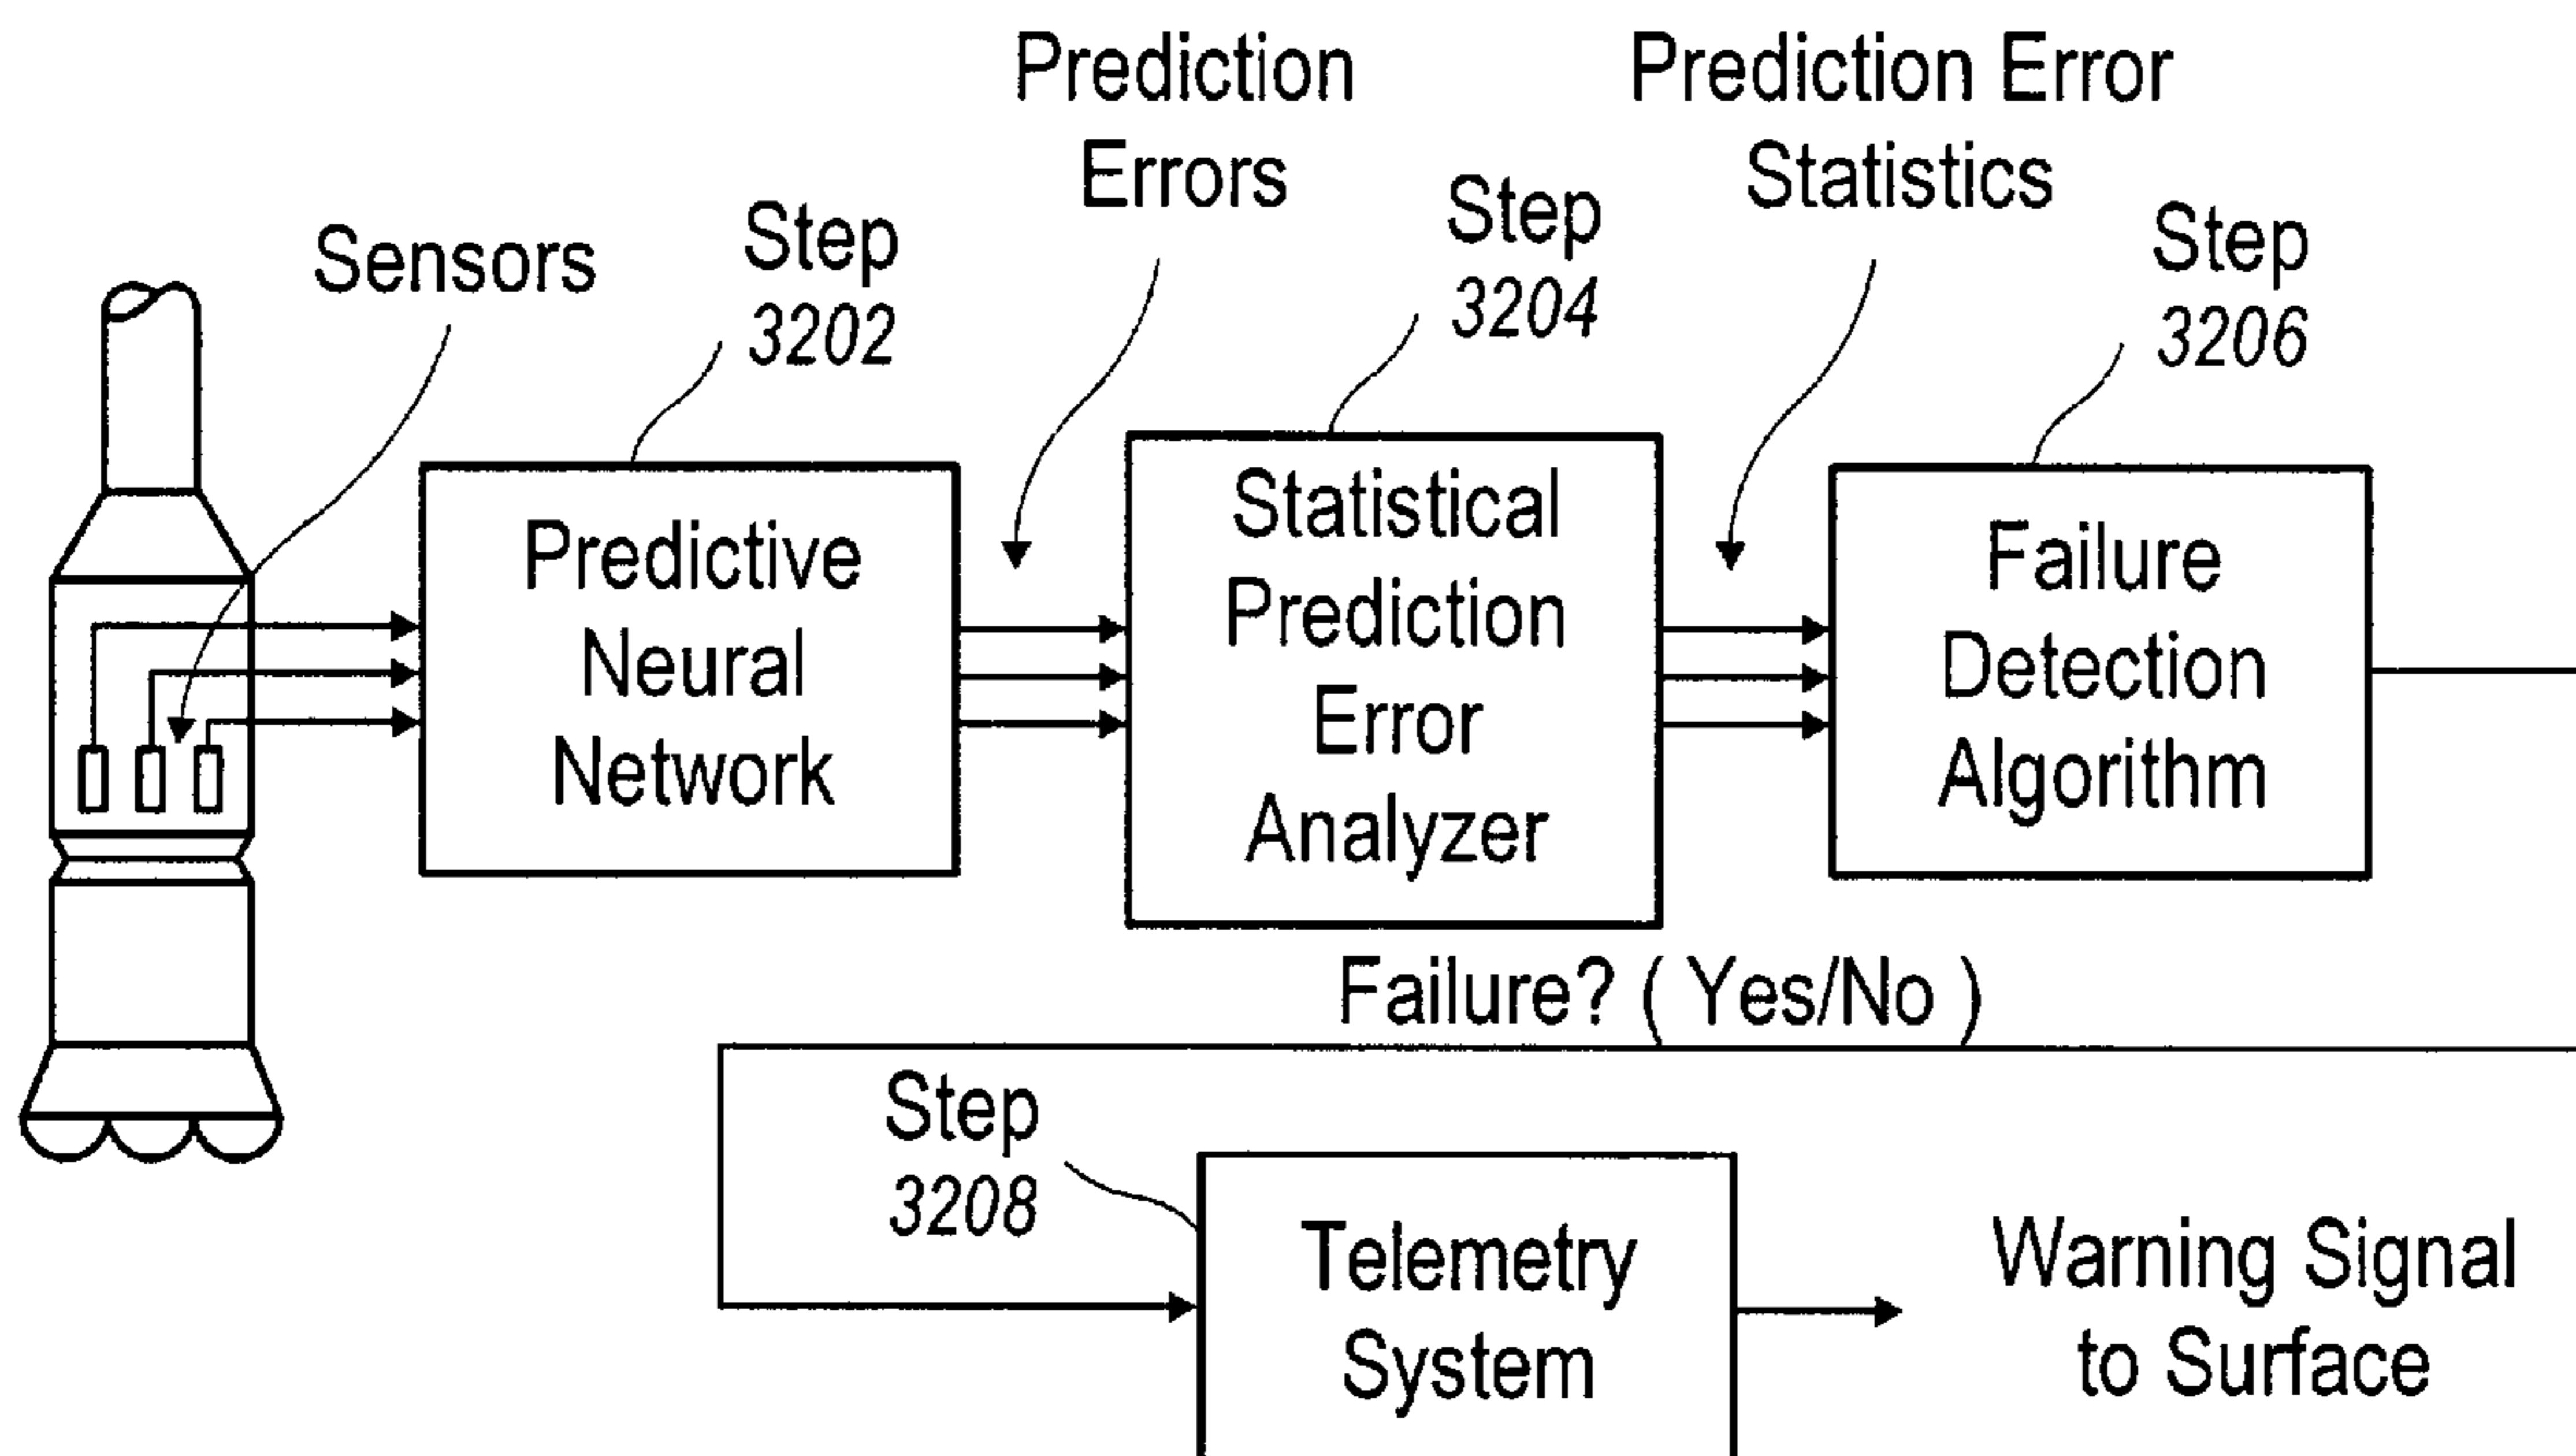 Prediction
Errors
Prediction Error
Statistics
Sensors
Step
3202
Step
3204
Step
3206
Predictive
Neural
Network
Statistical
Prediction
Error
Analyzer
Failure
Detection
Algorithm
Failure? ( Yes/No )
Step
3208
Telemetry
System
Warning Signal
to Surface